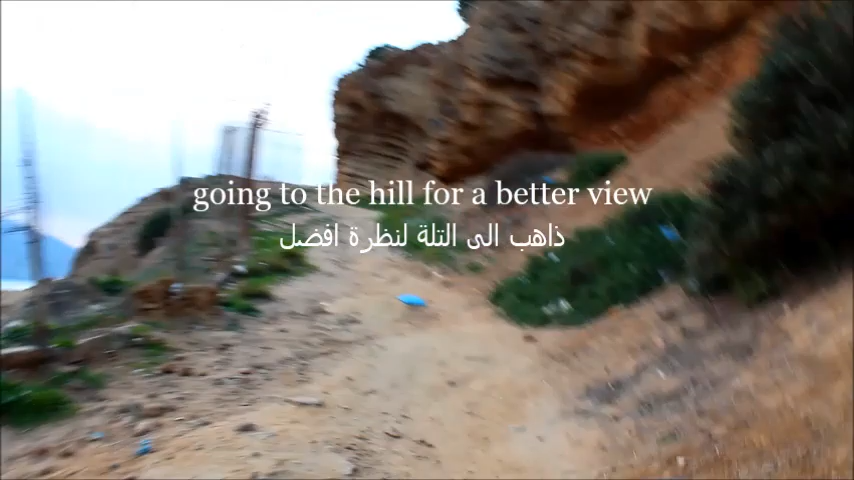 going to the hill for a better view
ذاهب الى التلة لنظرة افضل